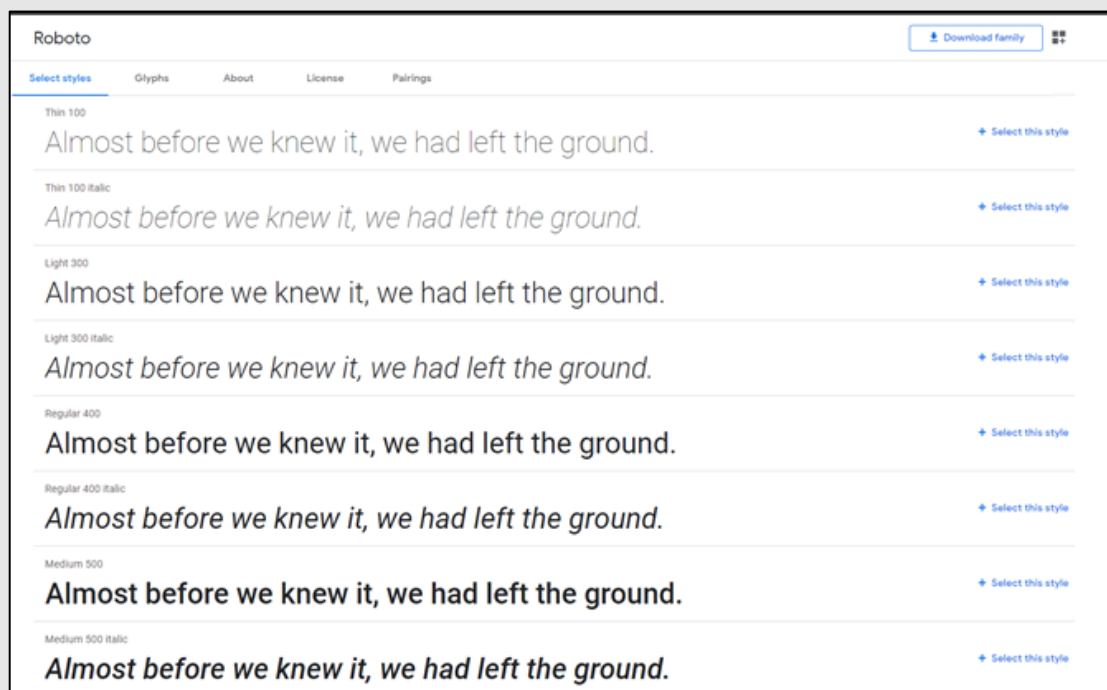 Roboto
Download family
Select styles Glyphs About License Pairings
Thin 100
Almost before we knew it, we had left the ground.
+ Select this style
Thin 100 italic
Almost before we knew it, we had left the ground.
+ Select this style
Light 300
Almost before we knew it, we had left the ground.
+ Select this style
Light 300 italic
Almost before we knew it, we had left the ground.
+ Select this style
Regular 400
Almost before we knew it, we had left the ground.
+ Select this style
Regular 400 italic
Almost before we knew it, we had left the ground.
+ Select this style
Medium 500
Almost before we knew it, we had left the ground.
+ Select this style
Medium 500 italic
Almost before we knew it, we had left the ground.
+ Select this style